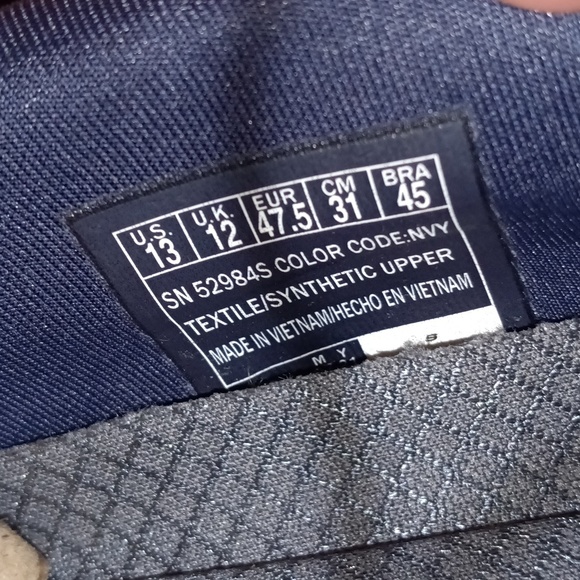 U.S. U.K. EUR CM BRA
13 12 47.5 31 45
SN 52984S COLOR CODE:NVY
TEXTILE/SYNTHETIC UPPER
MADE IN VIETNAM/HECHO EN VIETNAM
M Y